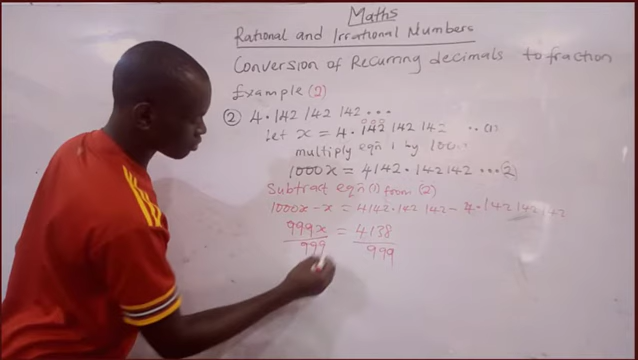 Maths
Rational and Irrational Numbers
Conversion of Recurring decimals to fraction
Example (2)
② 4.142 142 142 ...
Let x = 4.142 142 142 ...(1)
multiply eqñ 1 by 1000.
1000x = 4142.142142 ...(2)
Subtract eqñ (1) from (2)
1000x - x = 4142.142 142 - 4.142 142 142
999x = 4138
999 999